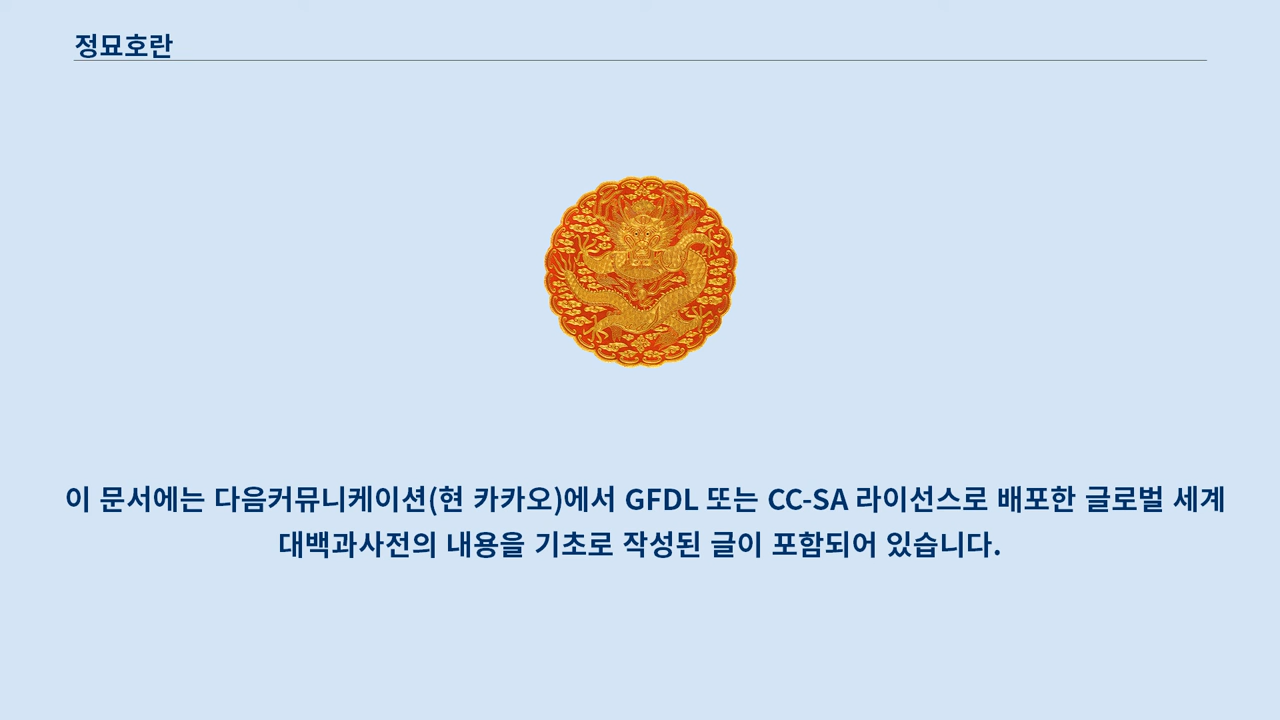 정묘호란
이 문서에는 다음커뮤니케이션(현 카카오)에서 GFDL 또는 CC-SA 라이선스로 배포한 글로벌 세계
대백과사전의 내용을 기초로 작성된 글이 포함되어 있습니다.